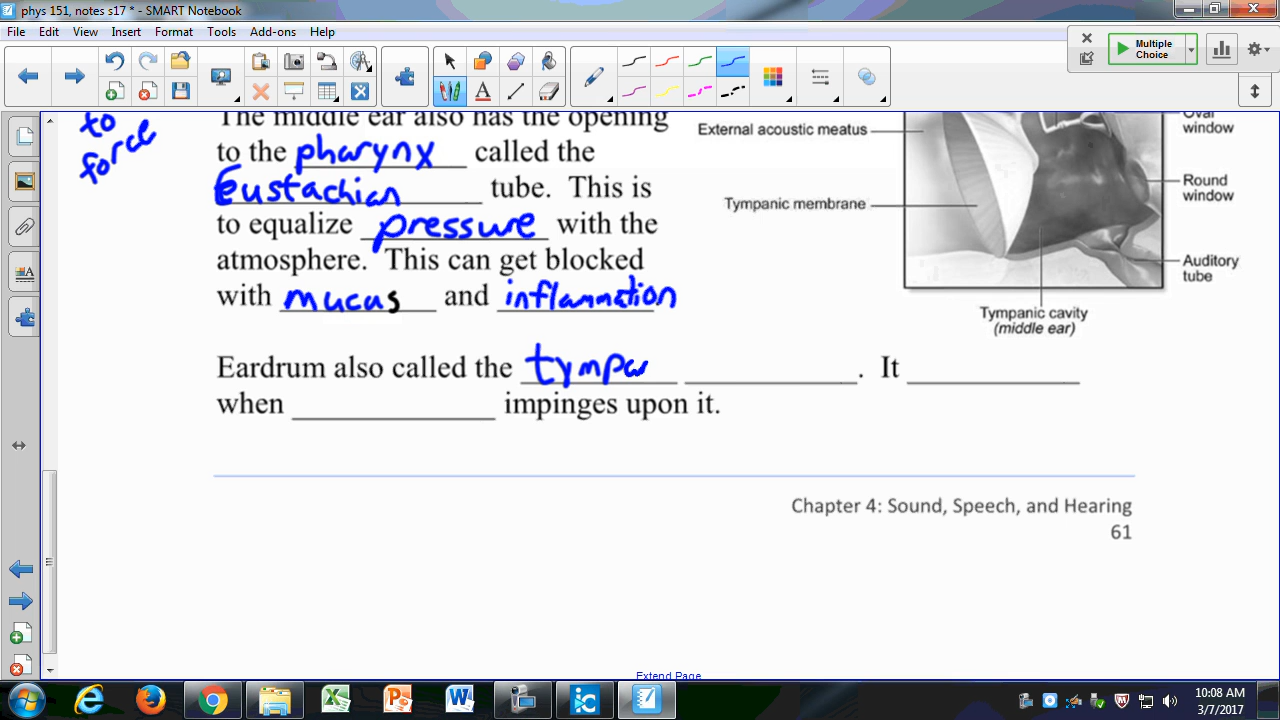 phys 151, notes s17 * - SMART Notebook
File Edit View Insert Format Tools Add-ons Help
Multiple Choice
to
force
The middle ear also has the opening
to the pharynx called the
Eustachian tube. This is
to equalize pressure with the
atmosphere. This can get blocked
with mucus and inflammation
Eardrum also called the tympa ____________. It ____________
when ______________ impinges upon it.
External acoustic meatus
Tympanic membrane
Oval
window
Round
window
Auditory
tube
Tympanic cavity
(middle ear)
Chapter 4: Sound, Speech, and Hearing
61
Extend Page
10:08 AM
3/7/2017